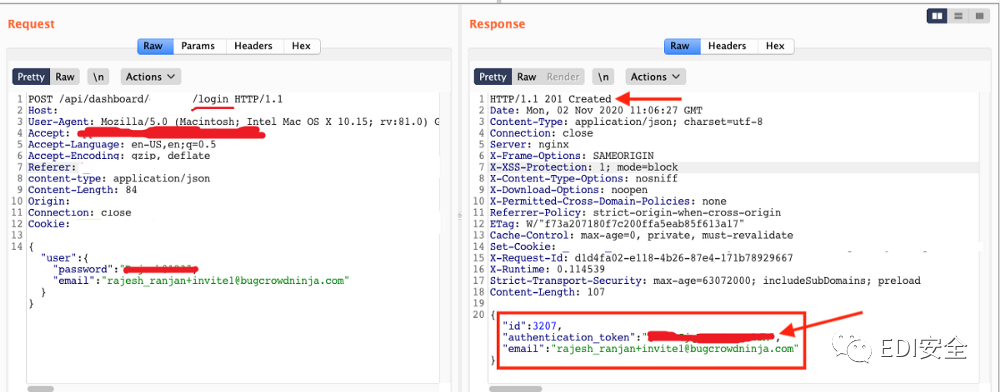 Request
Raw Params Headers Hex
Pretty Raw \n Actions
1 POST /api/dashboard/ /login HTTP/1.1
2 Host:
3 User-Agent: Mozilla/5.0 (Macintosh; Intel Mac OS X 10.15; rv:81.0) G
4 Accept:
5 Accept-Language: en-US,en;q=0.5
6 Accept-Encoding: gzip, deflate
7 Referer:
8 content-type: application/json
9 Content-Length: 84
10 Origin:
11 Connection: close
12 Cookie:
13
14 {
"user":{
"password":"
"email":"rajesh_ranjan+invite1@bugcrowdninja.com"
}
}
Response
Raw Headers Hex
Pretty Raw Render \n Actions
1 HTTP/1.1 201 Created
2 Date: Mon, 02 Nov 2020 11:06:27 GMT
3 Content-Type: application/json; charset=utf-8
4 Connection: close
5 Server: nginx
6 X-Frame-Options: SAMEORIGIN
7 X-XSS-Protection: 1; mode=block
8 X-Content-Type-Options: nosniff
9 X-Download-Options: noopen
10 X-Permitted-Cross-Domain-Policies: none
11 Referrer-Policy: strict-origin-when-cross-origin
12 ETag: W/"f73a207180f7c200ffa5eab85f613a17"
13 Cache-Control: max-age=0, private, must-revalidate
14 Set-Cookie:
15 X-Request-Id: d1d4fa02-e118-4b26-87e4-171b78929667
16 X-Runtime: 0.114539
17 Strict-Transport-Security: max-age=63072000; includeSubDomains; preload
18 Content-Length: 107
19
20 {
"id":3207,
"authentication_token":" ",
"email":"rajesh_ranjan+invite1@bugcrowdninja.com"
}
EDI安全